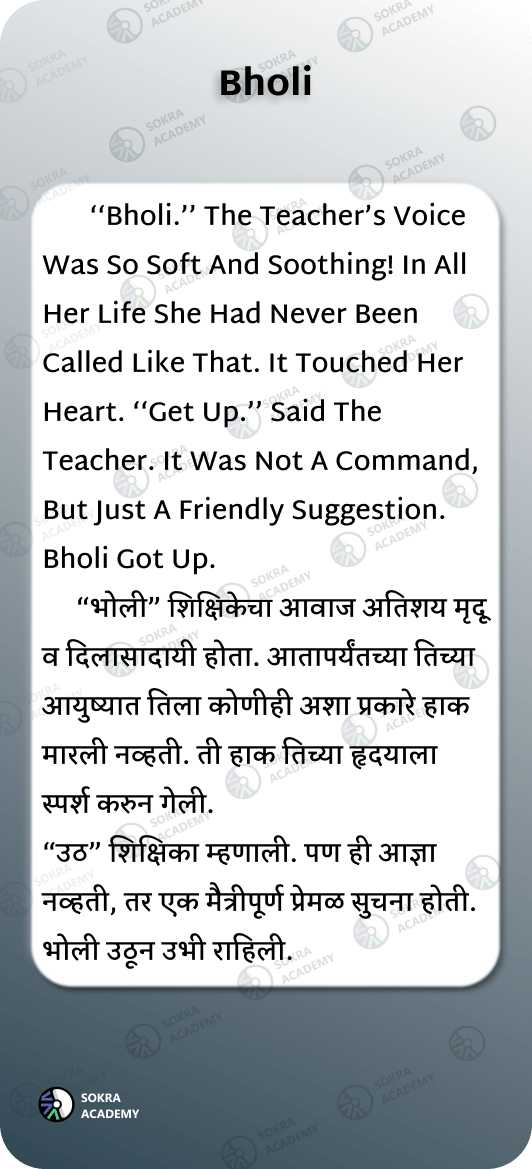 Bholi
‘‘Bholi.’’ The Teacher’s Voice
Was So Soft And Soothing! In All
Her Life She Had Never Been
Called Like That. It Touched Her
Heart. ‘‘Get Up.’’ Said The
Teacher. It Was Not A Command,
But Just A Friendly Suggestion.
Bholi Got Up.
“भोली” शिक्षिकेचा आवाज अतिशय मृदू
व दिलासादायी होता. आतापर्यंतच्या तिच्या
आयुष्यात तिला कोणीही अशा प्रकारे हाक
मारली नव्हती. ती हाक तिच्या हृदयाला
स्पर्श करुन गेली.
“उठ” शिक्षिका म्हणाली. पण ही आज्ञा
नव्हती, तर एक मैत्रीपूर्ण प्रेमळ सुचना होती.
भोली उठून उभी राहिली.
SOKRA
ACADEMY